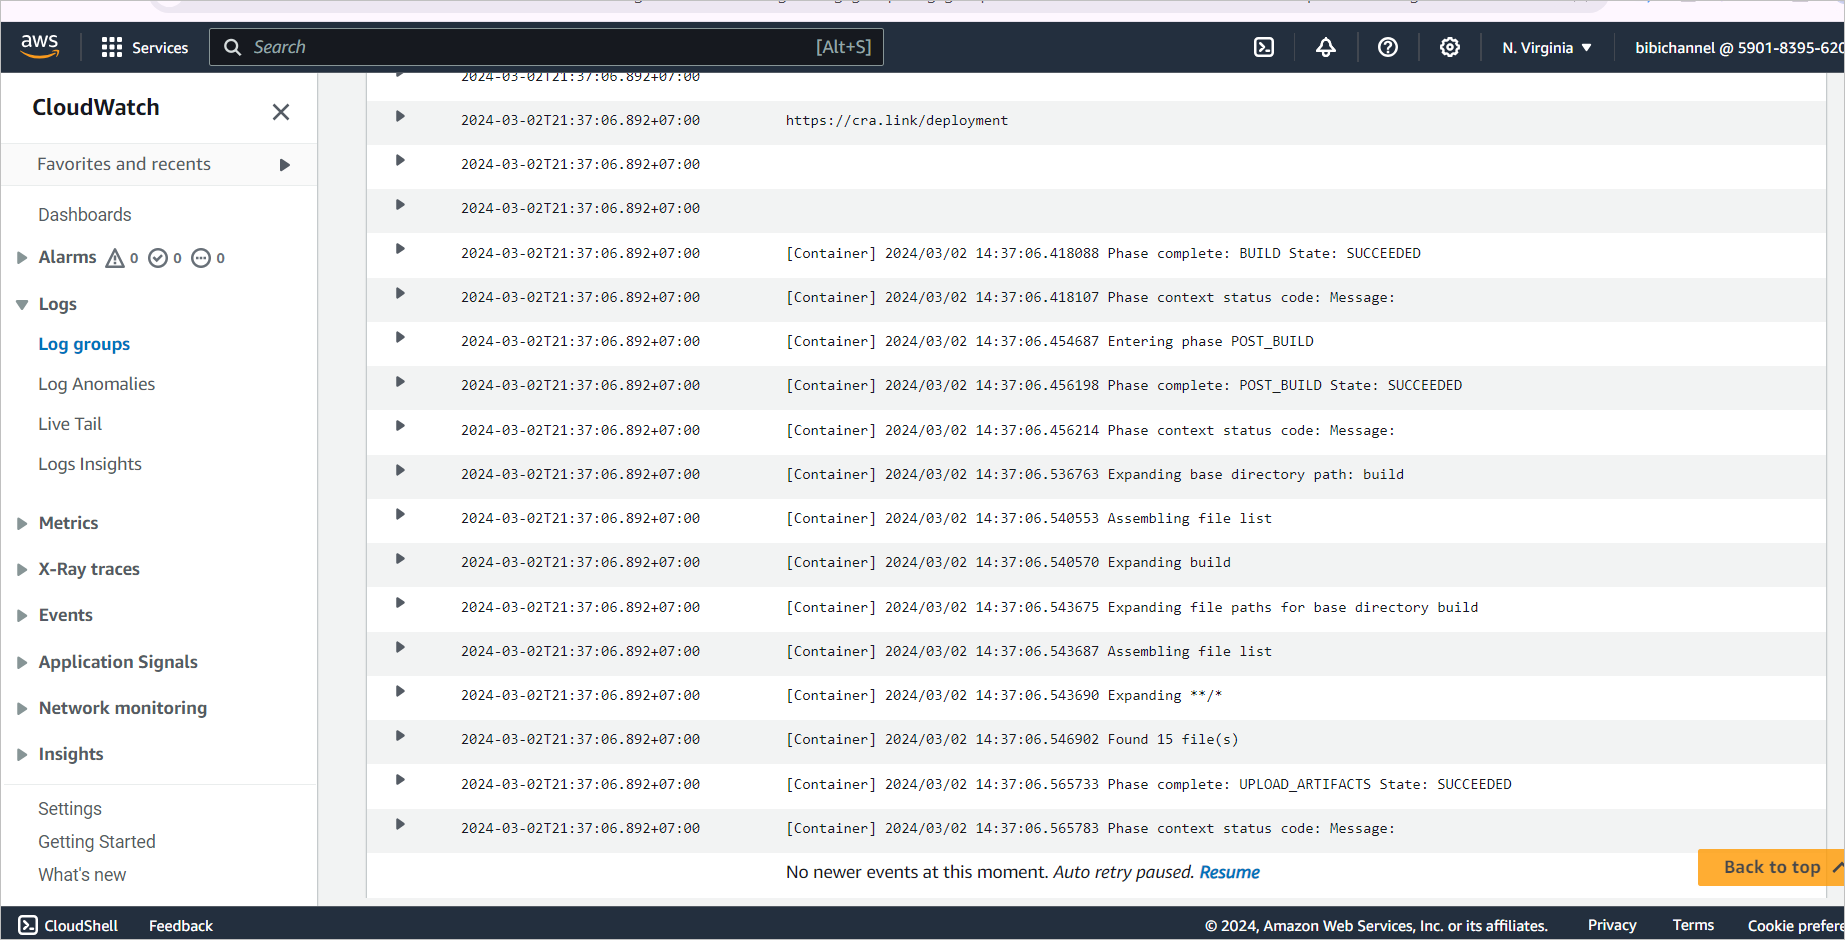 aws
Services
Search
[Alt+S]
N. Virginia
bibichannel @ 5901-8395-620
CloudWatch
Favorites and recents
Dashboards
Alarms 0 0 0
Logs
Log groups
Log Anomalies
Live Tail
Logs Insights
Metrics
X-Ray traces
Events
Application Signals
Network monitoring
Insights
Settings
Getting Started
What's new
2024-03-02T21:37:06.892+07:00
2024-03-02T21:37:06.892+07:00 https://cra.link/deployment
2024-03-02T21:37:06.892+07:00
2024-03-02T21:37:06.892+07:00
2024-03-02T21:37:06.892+07:00 [Container] 2024/03/02 14:37:06.418088 Phase complete: BUILD State: SUCCEEDED
2024-03-02T21:37:06.892+07:00 [Container] 2024/03/02 14:37:06.418107 Phase context status code: Message:
2024-03-02T21:37:06.892+07:00 [Container] 2024/03/02 14:37:06.454687 Entering phase POST_BUILD
2024-03-02T21:37:06.892+07:00 [Container] 2024/03/02 14:37:06.456198 Phase complete: POST_BUILD State: SUCCEEDED
2024-03-02T21:37:06.892+07:00 [Container] 2024/03/02 14:37:06.456214 Phase context status code: Message:
2024-03-02T21:37:06.892+07:00 [Container] 2024/03/02 14:37:06.536763 Expanding base directory path: build
2024-03-02T21:37:06.892+07:00 [Container] 2024/03/02 14:37:06.540553 Assembling file list
2024-03-02T21:37:06.892+07:00 [Container] 2024/03/02 14:37:06.540570 Expanding build
2024-03-02T21:37:06.892+07:00 [Container] 2024/03/02 14:37:06.543675 Expanding file paths for base directory build
2024-03-02T21:37:06.892+07:00 [Container] 2024/03/02 14:37:06.543687 Assembling file list
2024-03-02T21:37:06.892+07:00 [Container] 2024/03/02 14:37:06.543690 Expanding **/*
2024-03-02T21:37:06.892+07:00 [Container] 2024/03/02 14:37:06.546902 Found 15 file(s)
2024-03-02T21:37:06.892+07:00 [Container] 2024/03/02 14:37:06.565733 Phase complete: UPLOAD_ARTIFACTS State: SUCCEEDED
2024-03-02T21:37:06.892+07:00 [Container] 2024/03/02 14:37:06.565783 Phase context status code: Message:
No newer events at this moment. Auto retry paused. Resume
Back to top
CloudShell
Feedback
© 2024, Amazon Web Services, Inc. or its affiliates.
Privacy
Terms
Cookie prefere